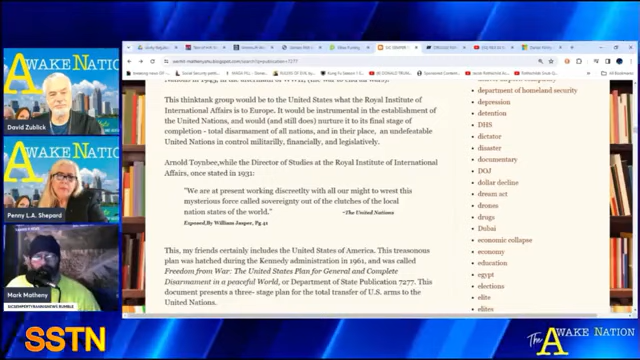 AWAKE NATION
David Zublick
Penny L.A. Shepard
Mark Matheny
SSTN
This thinktank group would be to the United States what the Royal Institute of
International Affairs is to Europe. It would be instrumental in the establishment of
the United Nations, and would (and still does) nurture it to its final stage of
completion - total disarmament of all nations, and in their place, an undefeatable
United Nations in control militarily, financially, and legislatively.
Arnold Toynbee,while the Director of Studies at the Royal Institute of International
Affairs, once stated in 1931:
"We are at present working discreetly with all our might to wrest this
mysterious force called sovereignty out of the clutches of the local
nation states of the world."
~The United Nations
Exposed,By William Jasper, Pg 41
This, my friends certainly includes the United States of America. This treasonous
plan was hatched during the Kennedy administration in 1961, and was called
Freedom from War: The United States Plan for General and Complete
Disarmament in a peaceful World, or Department of State Publication 7277. This
document presents a three- stage plan for the total transfer of U.S. arms to the
United Nations.
department of homeland security
depression
detention
DHS
dictator
disaster
documentary
DOJ
dollar decline
dream act
drones
drugs
Dubai
economic collapse
economy
education
egypt
elections
elite
elites
The AWAKE NATION